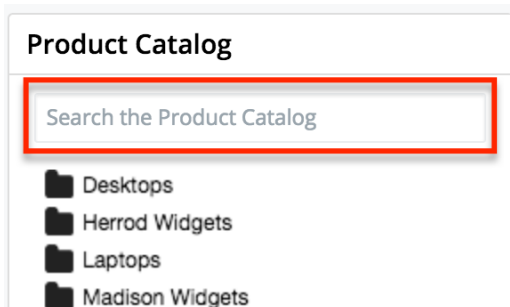 Product Catalog
Search the Product Catalog
Desktops
Herrod Widgets
Laptops
Madison Widgets